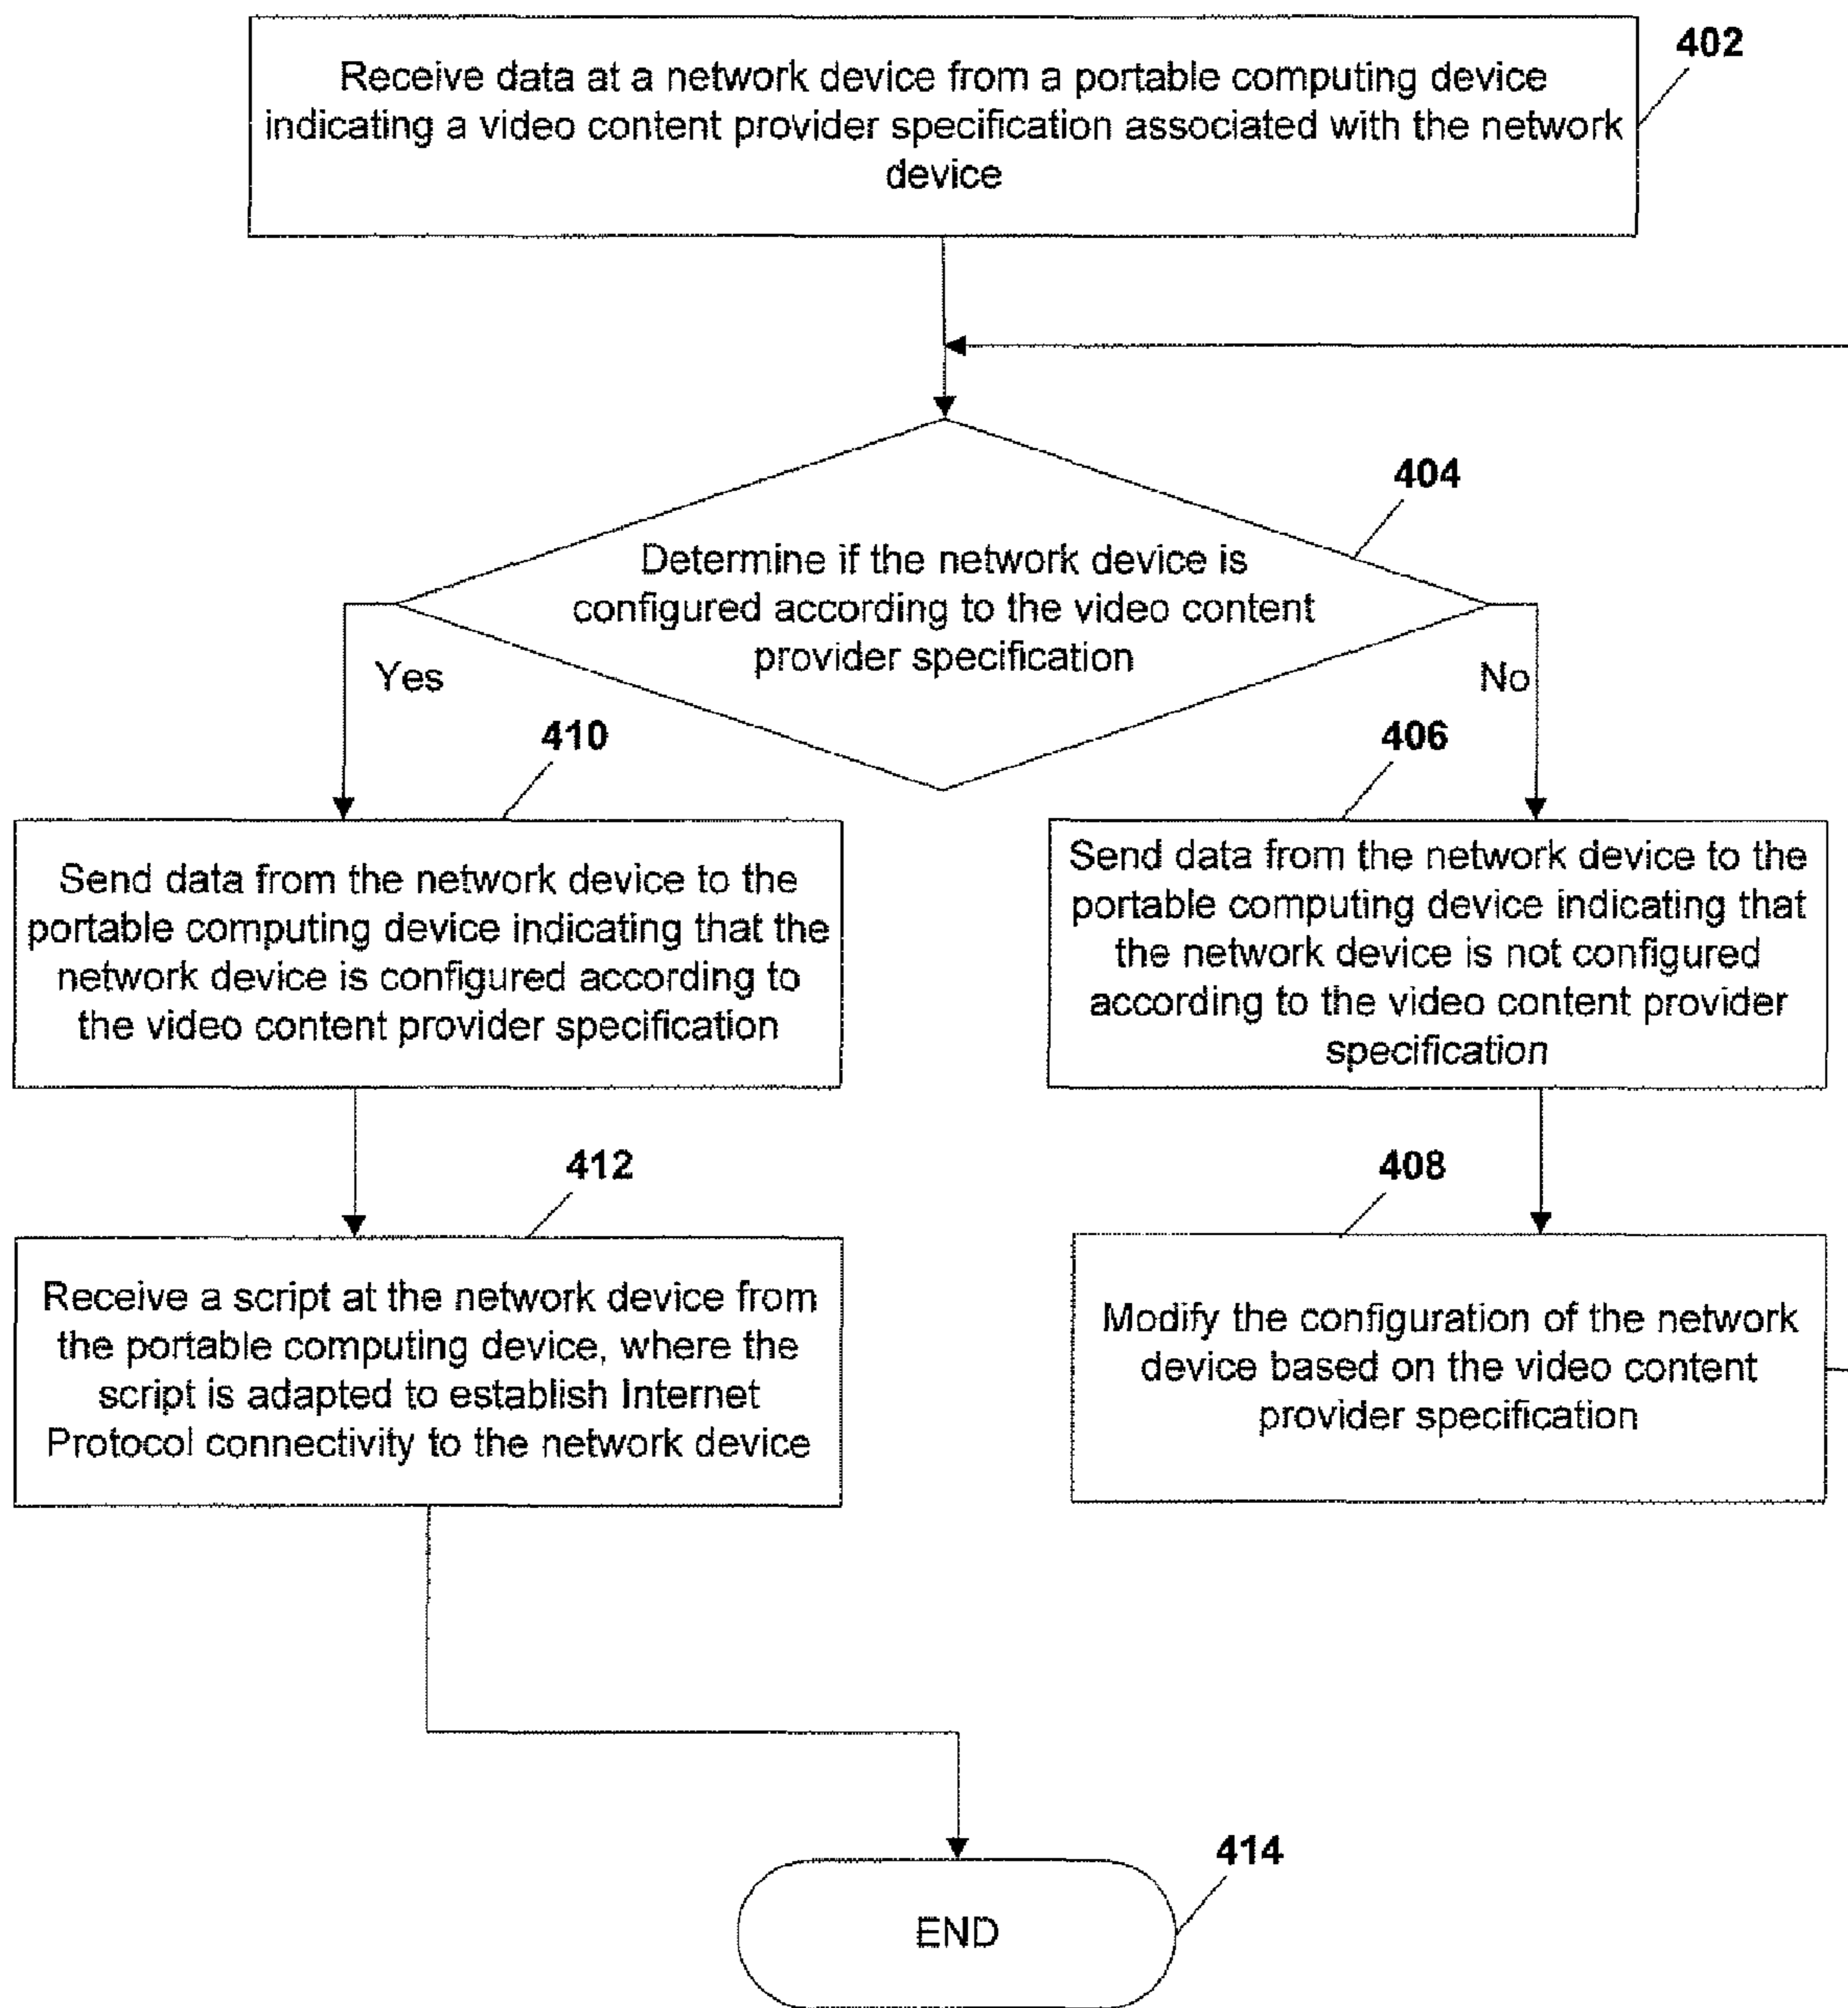 402
Receive data at a network device from a portable computing device
indicating a video content provider specification associated with the network
device
404
Determine if the network device is
configured according to the video content
provider specification
Yes
No
410
Send data from the network device to the
portable computing device indicating that the
network device is configured according to
the video content provider specification
406
Send data from the network device to the
portable computing device indicating that
the network device is not configured
according to the video content provider
specification
412
Receive a script at the network device from
the portable computing device, where the
script is adapted to establish Internet
Protocol connectivity to the network device
408
Modify the configuration of the network
device based on the video content
provider specification
414
END